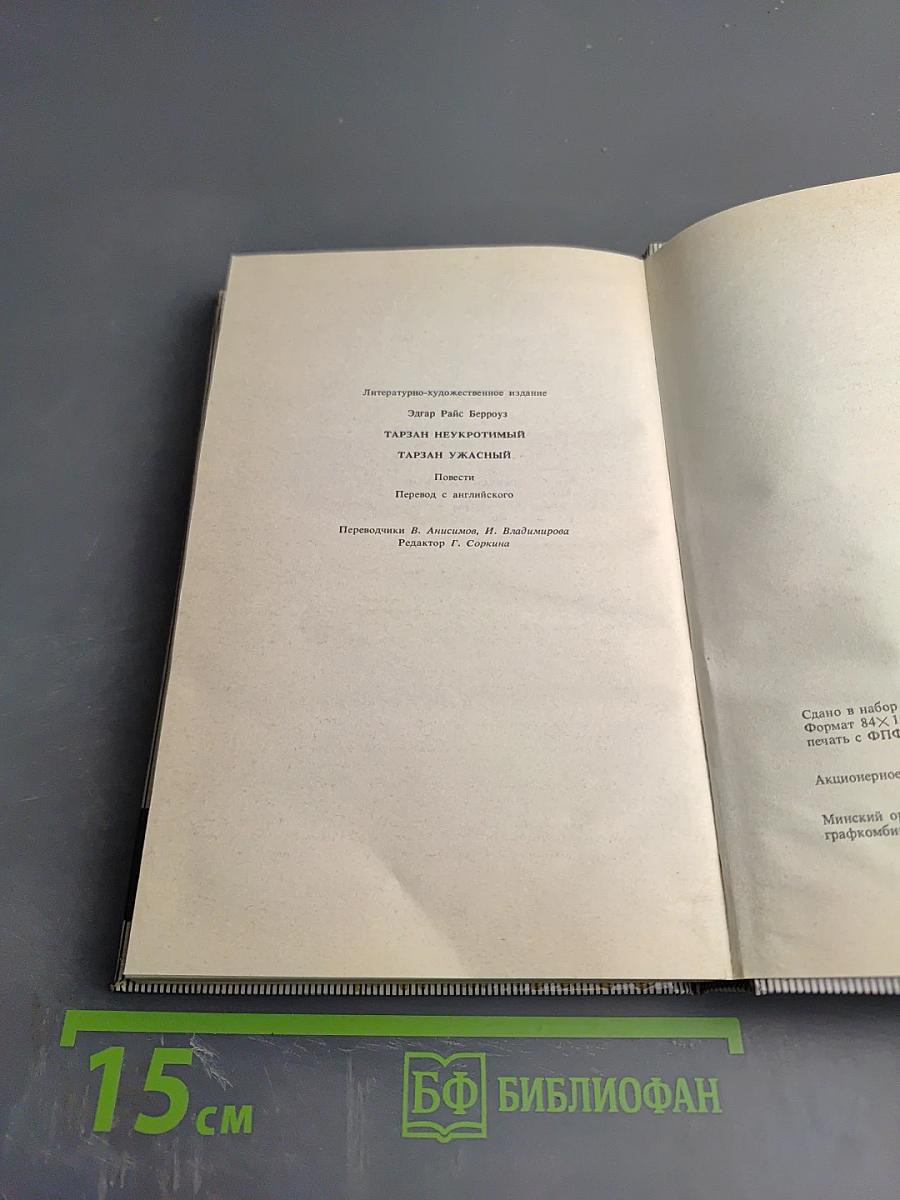 Литературно-художественное издание
Эдгар Райс Берроуз
ТАРЗАН НЕУКРОТИМЫЙ
ТАРЗАН УЖАСНЫЙ
Повести
Перевод с английского
Переводчики В. Анисимов, И. Владимирова
Редактор Г. Соркина
Сдано в набор
Формат 84×1
печать с ФПФ
Акционерное
Минский ор
графкомби
15 см
БФ БИБЛИОФАН